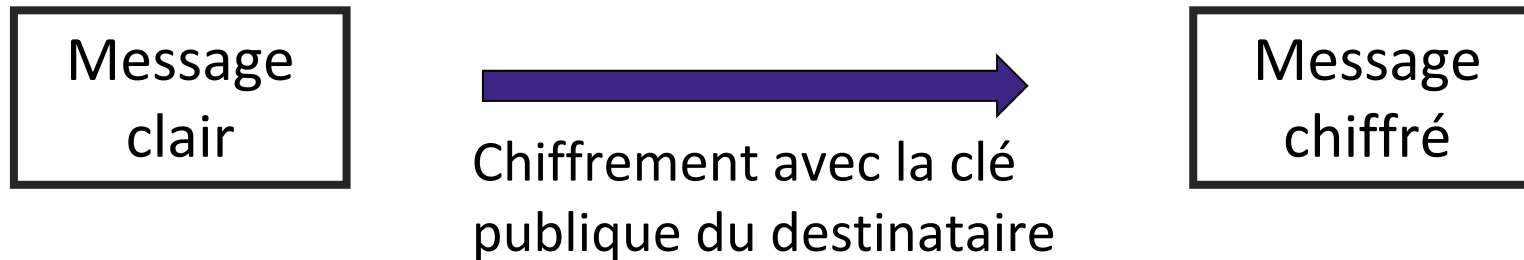 Message
clair
Chiffrement avec la clé
publique du destinataire
Message
chiffré